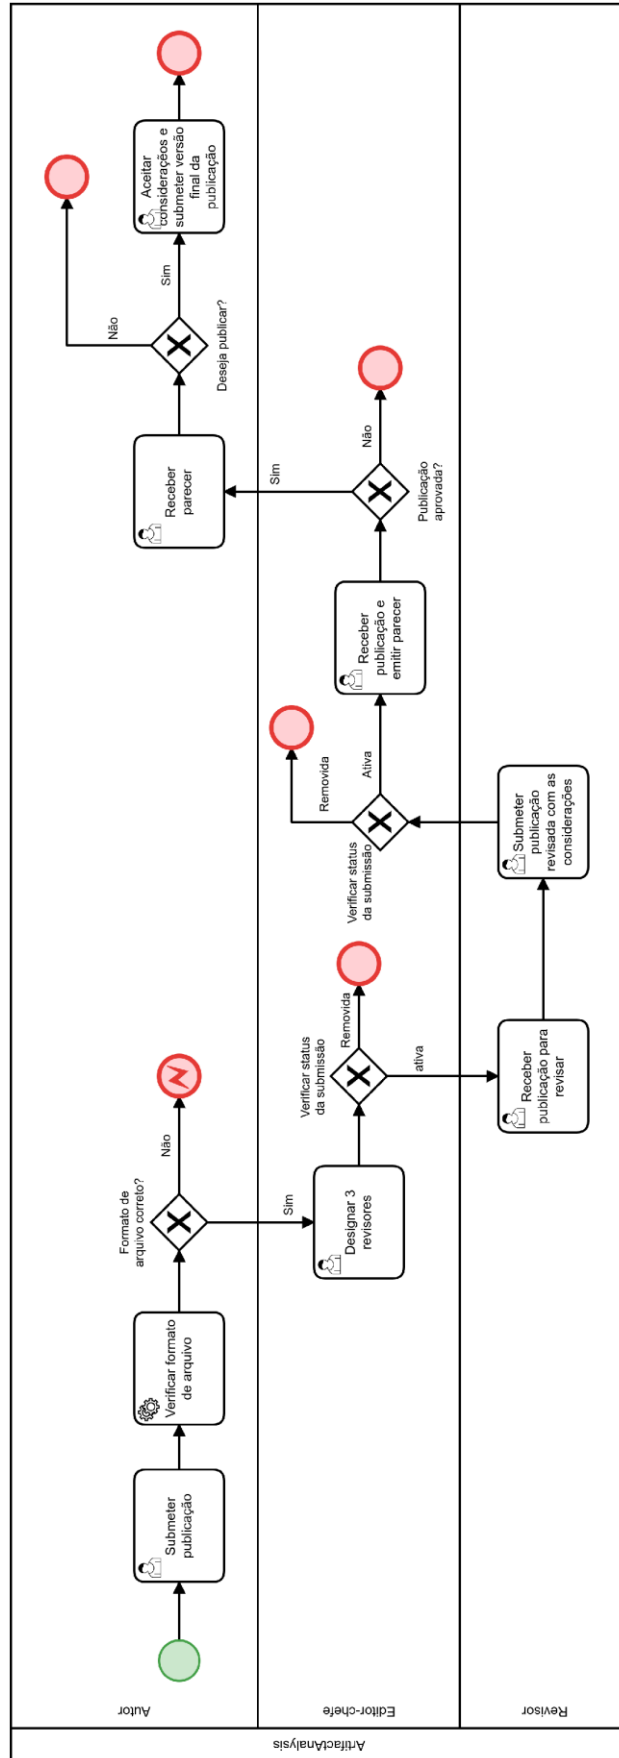 ArtifactAnalysis
Autor
Submeter
publicação
Verificar formato
de arquivo
Formato de
arquivo correto?
Não
Sim
Receber
parecer
Deseja publicar?
Não
Sim
Aceitar
consideraçẽos e
submeter versão
final da
publicação
Editor-chefe
Designar 3
revisores
Verificar status
da submissão
Removida
ativa
Verificar status
da submissão
Removida
Ativa
Receber
publicação e
emitir parecer
Publicação
aprovada?
Sim
Não
Revisor
Receber
publicação para
revisar
Submeter
publicação
revisada com as
considerações